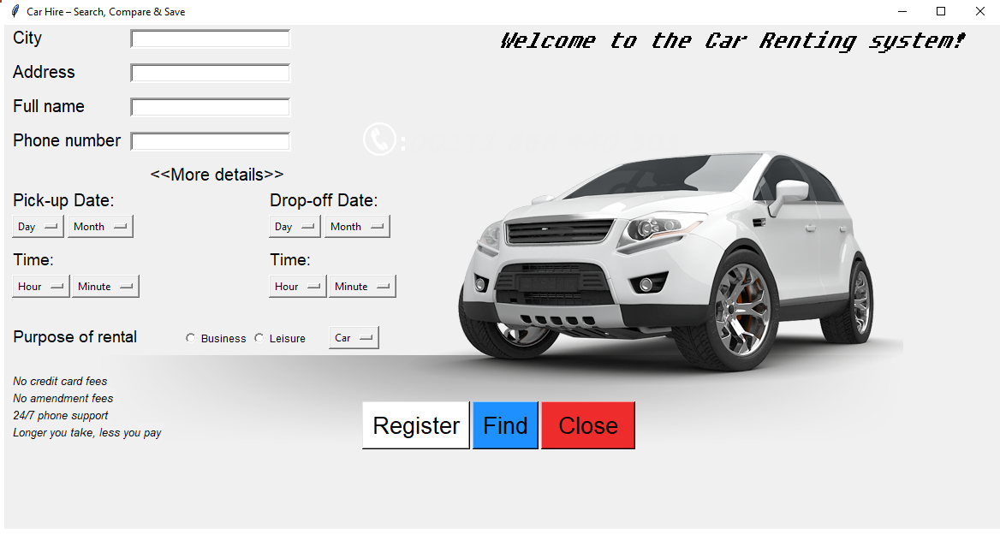 Car Hire – Search, Compare & Save
City
Welcome to the Car Renting system!
Address
Full name
Phone number
:
<<More details>>
Pick-up Date:
Drop-off Date:
Day
Month
Day
Month
Time:
Time:
Hour
Minute
Hour
Minute
Purpose of rental
Business
Leisure
Car
No credit card fees
No amendment fees
24/7 phone support
Longer you take, less you pay
Register
Find
Close